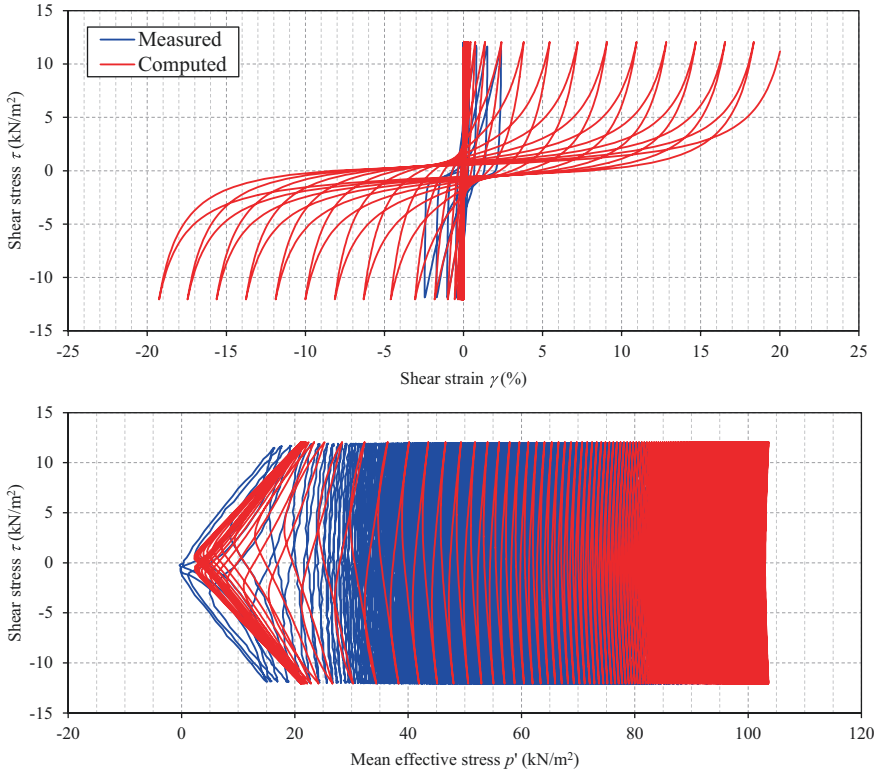 15
10
5
0
-5
-10
-15
Shear stress τ (kN/m²)
Measured
Computed
-25 -20 -15 -10 -5 0 5 10 15 20 25
Shear strain γ (%)
15
10
5
0
-5
-10
-15
Shear stress τ (kN/m²)
-20 0 20 40 60 80 100 120
Mean effective stress p' (kN/m²)